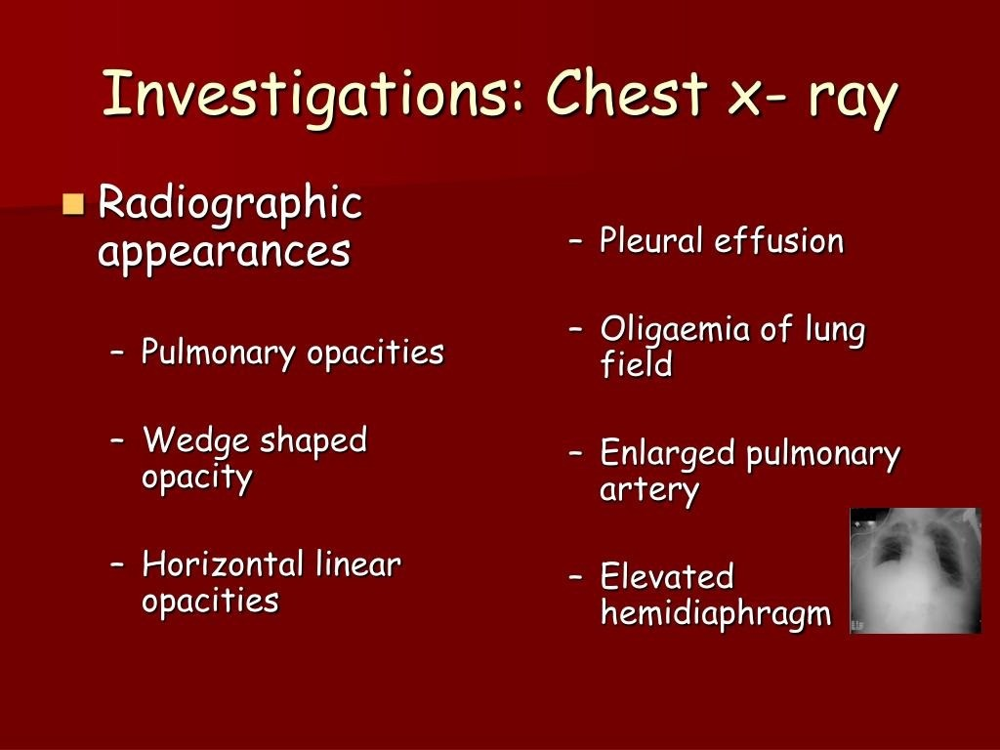 Investigations: Chest x- ray
Radiographic
appearances
– Pulmonary opacities
– Wedge shaped
opacity
– Horizontal linear
opacities
– Pleural effusion
– Oligaemia of lung
field
– Enlarged pulmonary
artery
– Elevated
hemidiaphragm